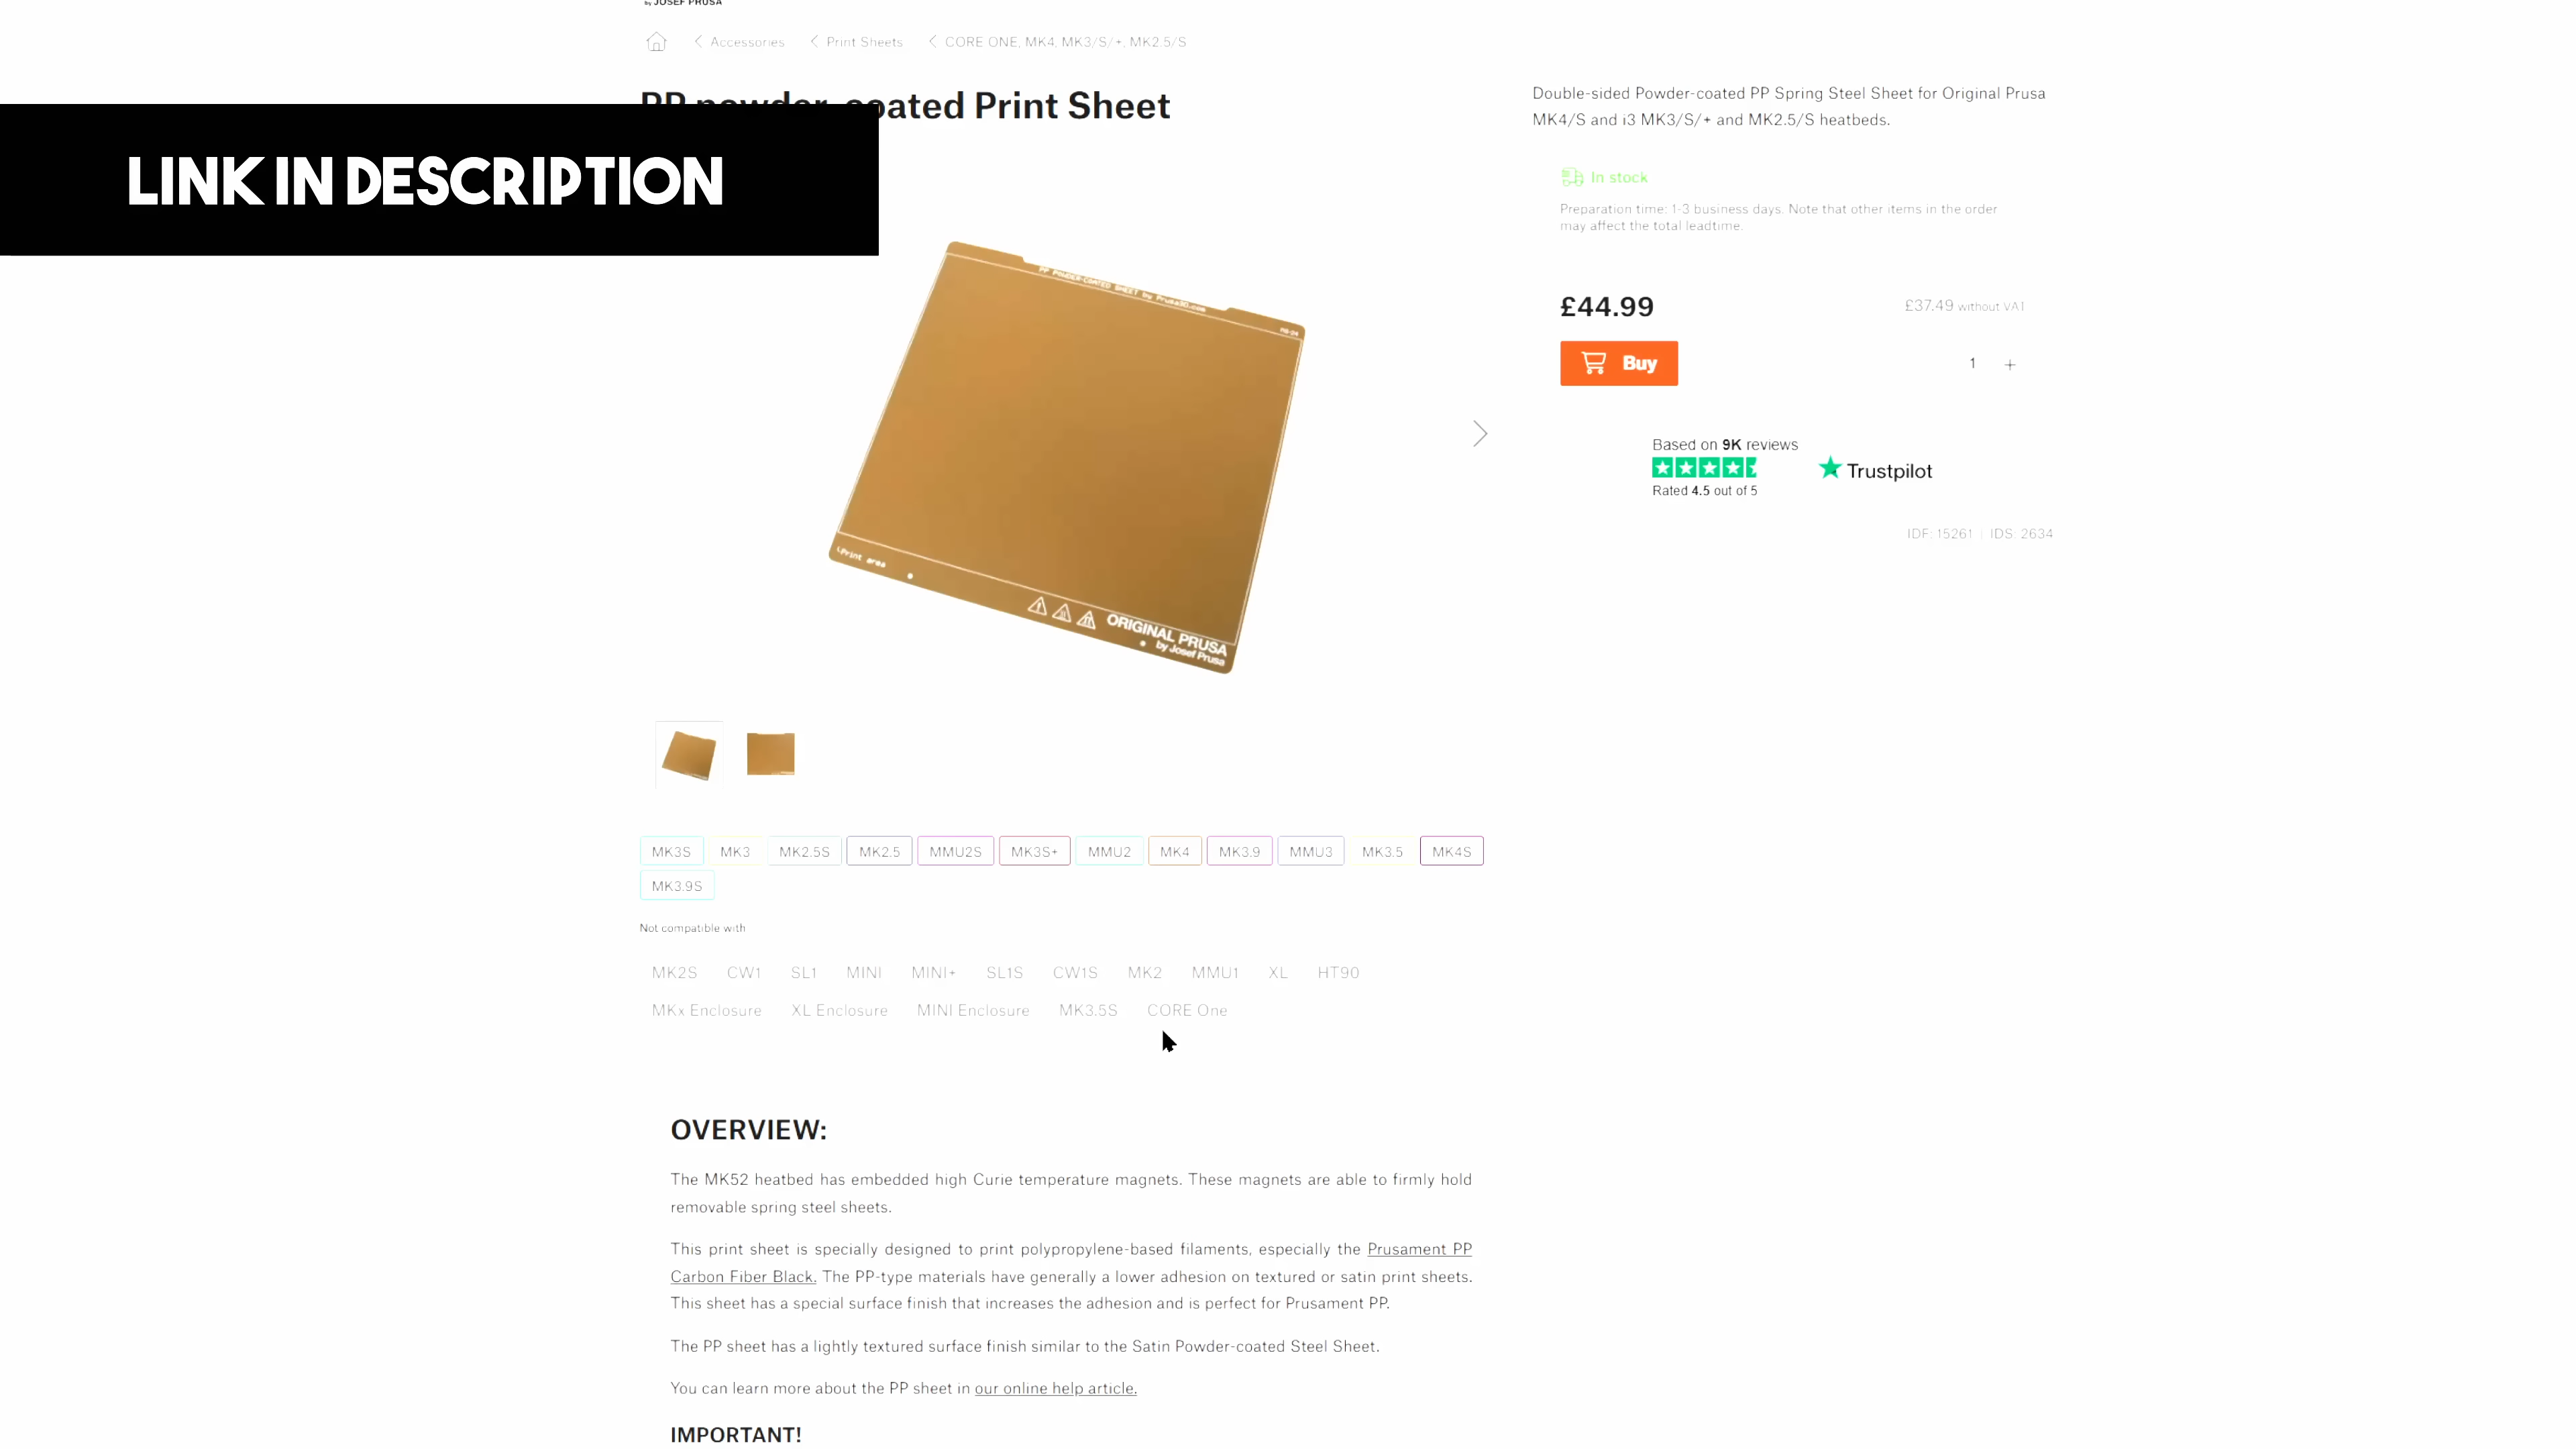 by JOSEF PRUSA
Accessories
Print Sheets
CORE ONE, MK4, MK3/S/+, MK2.5/S
PP powder-coated Print Sheet
LINK IN DESCRIPTION
PP POWDER-COATED SHEET by Prusa3D.com
Print area
ORIGINAL PRUSA
by Josef Prusa
Double-sided Powder-coated PP Spring Steel Sheet for Original Prusa
MK4/S and i3 MK3/S/+ and MK2.5/S heatbeds.
In stock
Preparation time: 1-3 business days. Note that other items in the order
may affect the total leadtime.
£44.99
£37.49 without VAT
Buy
1 +
Based on 9K reviews
Trustpilot
Rated 4.5 out of 5
IDF: 15261 | IDS: 2634
MK3S MK3 MK2.5S MK2.5 MMU2S MK3S+ MMU2 MK4 MK3.9 MMU3 MK3.5 MK4S
MK3.9S
Not compatible with
MK2S CW1 SL1 MINI MINI+ SL1S CW1S MK2 MMU1 XL HT90
MKx Enclosure XL Enclosure MINI Enclosure MK3.5S CORE One
OVERVIEW:
The MK52 heatbed has embedded high Curie temperature magnets. These magnets are able to firmly hold
removable spring steel sheets.
This print sheet is specially designed to print polypropylene-based filaments, especially the Prusament PP
Carbon Fiber Black. The PP-type materials have generally a lower adhesion on textured or satin print sheets.
This sheet has a special surface finish that increases the adhesion and is perfect for Prusament PP.
The PP sheet has a lightly textured surface finish similar to the Satin Powder-coated Steel Sheet.
You can learn more about the PP sheet in our online help article.
IMPORTANT!